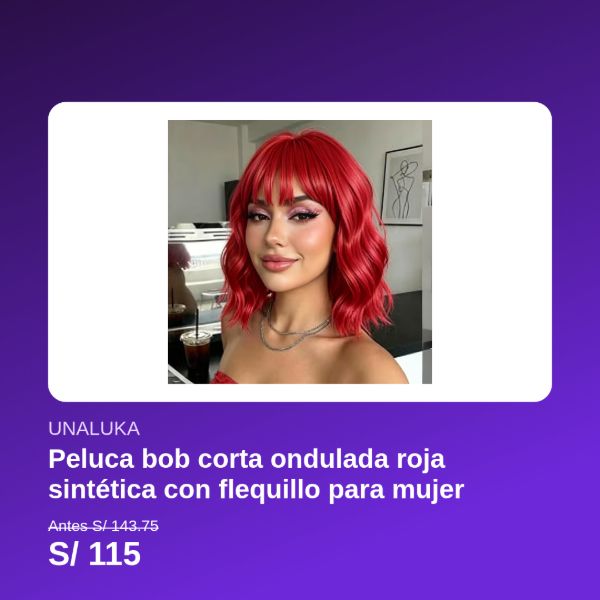 UNALUKA
Peluca bob corta ondulada roja
sintética con flequillo para mujer
Antes S/ 143.75
S/ 115